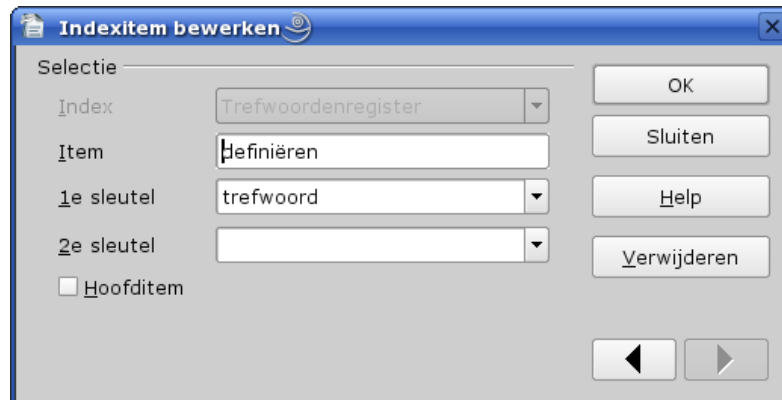 Indexitem bewerken
Selectie
Index
Trefwoordenregister
Item
definiëren
1e sleutel
trefwoord
2e sleutel
Hoofditem
OK
Sluiten
Help
Verwijderen